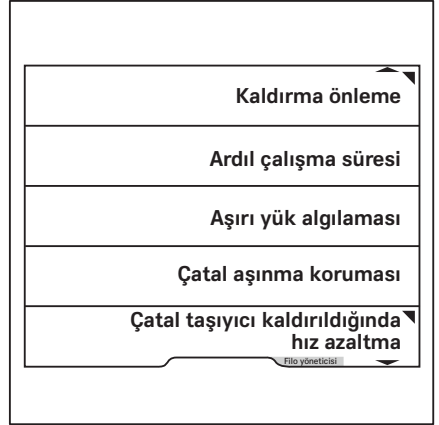 Kaldırma önleme
Ardıl çalışma süresi
Aşırı yük algılaması
Çatal aşınma koruması
Çatal taşıyıcı kaldırıldığında
hız azaltma
Filo yöneticisi